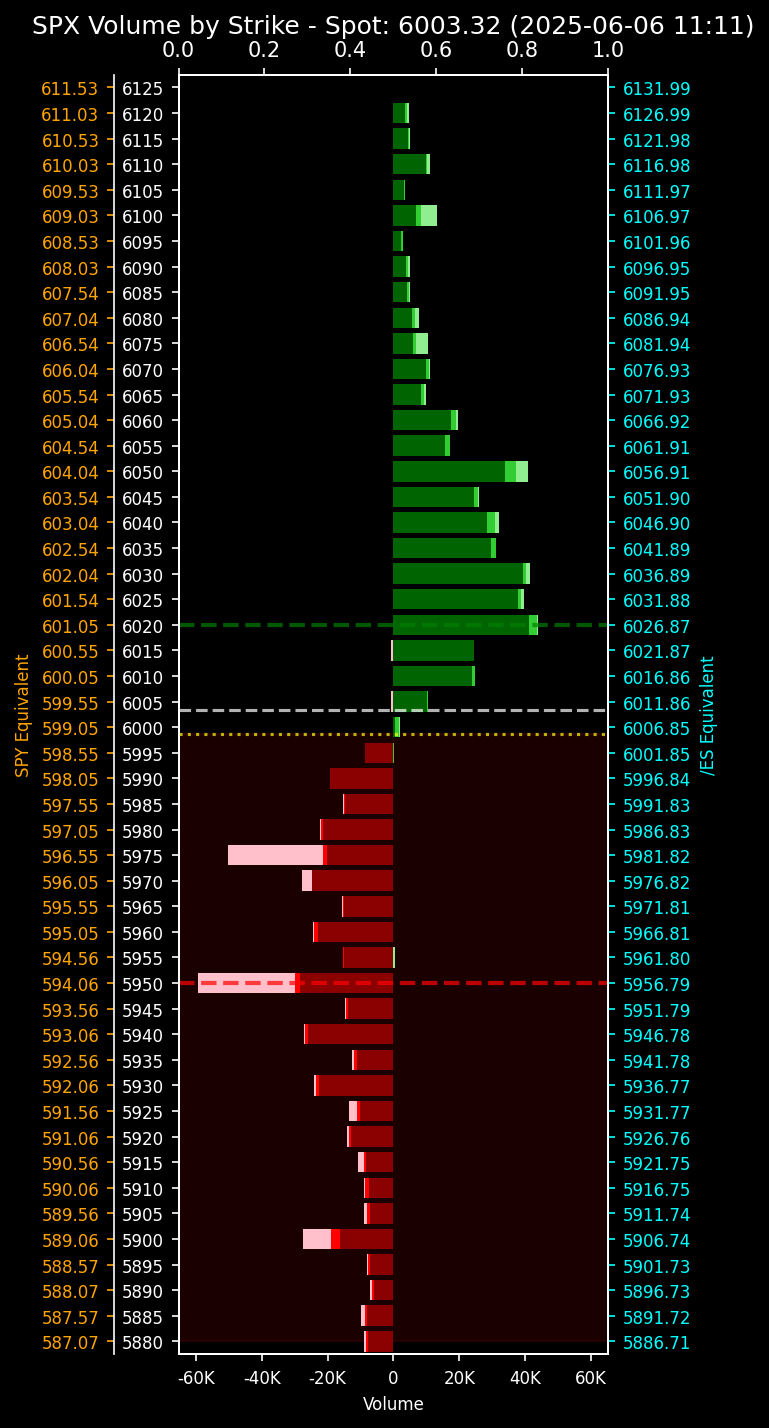 SPX Volume by Strike - Spot: 6003.32 (2025-06-06 11:11)
0.0 0.2 0.4 0.6 0.8 1.0
611.53 6125 6131.99
611.03 6120 6126.99
610.53 6115 6121.98
610.03 6110 6116.98
609.53 6105 6111.97
609.03 6100 6106.97
608.53 6095 6101.96
608.03 6090 6096.95
607.54 6085 6091.95
607.04 6080 6086.94
606.54 6075 6081.94
606.04 6070 6076.93
605.54 6065 6071.93
605.04 6060 6066.92
604.54 6055 6061.91
604.04 6050 6056.91
603.54 6045 6051.90
603.04 6040 6046.90
602.54 6035 6041.89
602.04 6030 6036.89
601.54 6025 6031.88
601.05 6020 6026.87
600.55 6015 6021.87
600.05 6010 6016.86
599.55 6005 6011.86
599.05 6000 6006.85
598.55 5995 6001.85
598.05 5990 5996.84
597.55 5985 5991.83
597.05 5980 5986.83
596.55 5975 5981.82
596.05 5970 5976.82
595.55 5965 5971.81
595.05 5960 5966.81
594.56 5955 5961.80
594.06 5950 5956.79
593.56 5945 5951.79
593.06 5940 5946.78
592.56 5935 5941.78
592.06 5930 5936.77
591.56 5925 5931.77
591.06 5920 5926.76
590.56 5915 5921.75
590.06 5910 5916.75
589.56 5905 5911.74
589.06 5900 5906.74
588.57 5895 5901.73
588.07 5890 5896.73
587.57 5885 5891.72
587.07 5880 5886.71
SPY Equivalent
/ES Equivalent
-60K -40K -20K 0 20K 40K 60K
Volume